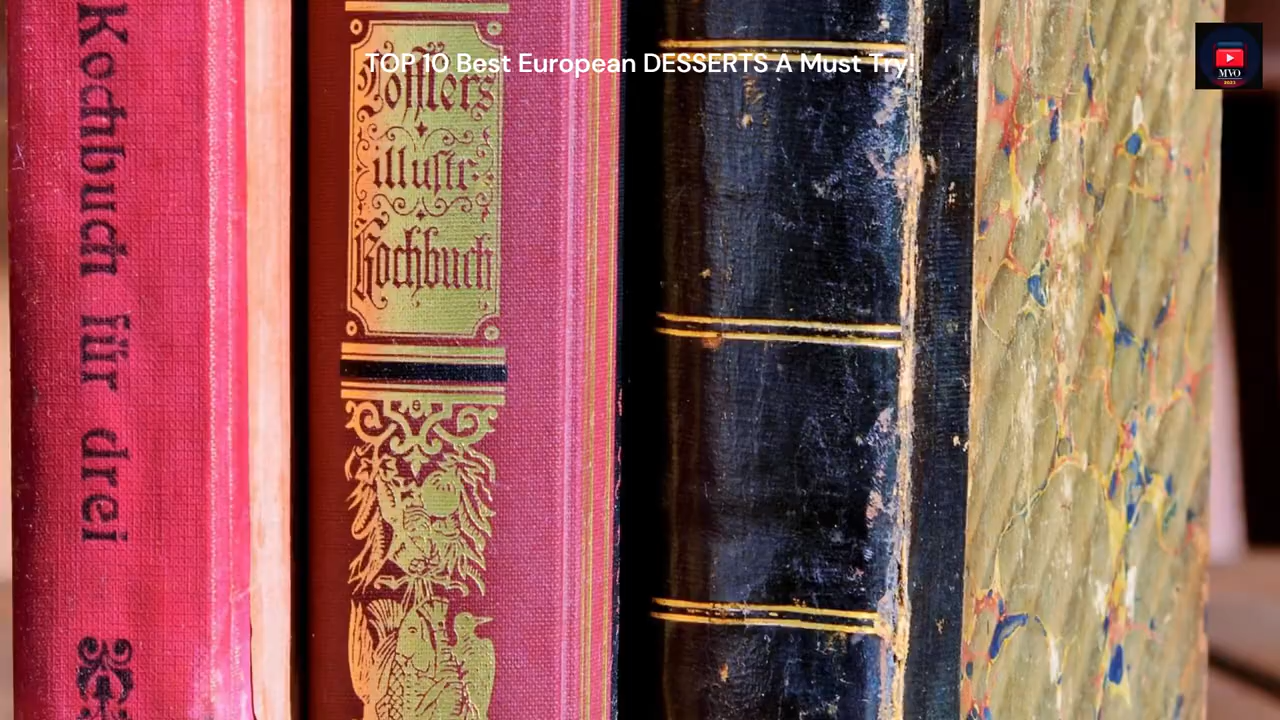 TOP 10 Best European DESSERTS A Must Try!
MVO
Kochbuch für drei
Löfflers
illustr.
Kochbuch